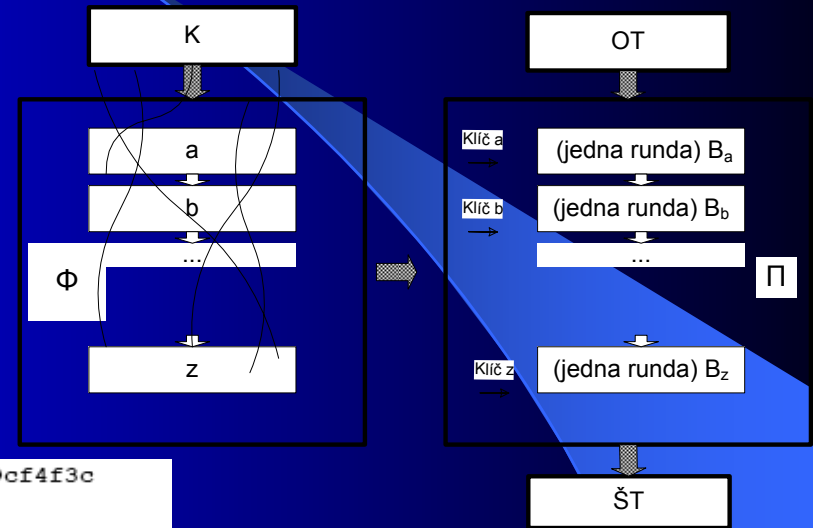 K
a
b
...
Φ
z
OT
Klíč a
(jedna runda) Ba
Klíč b
(jedna runda) Bb
...
Π
Klíč z
(jedna runda) Bz
ŠT
cf4f3c